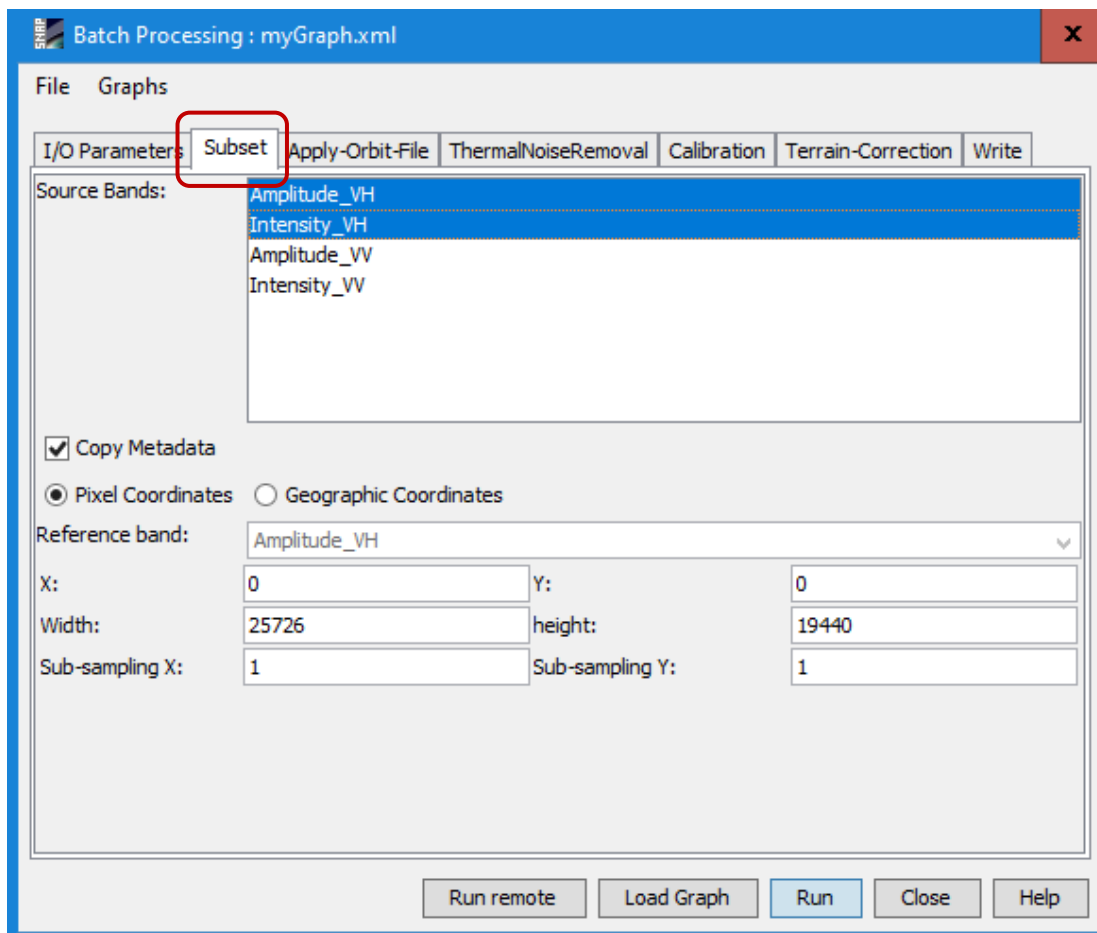 SNAP
Batch Processing : myGraph.xml
x
File Graphs
I/O Parameters Subset Apply-Orbit-File ThermalNoiseRemoval Calibration Terrain-Correction Write
Source Bands:
Amplitude_VH
Intensity_VH
Amplitude_VV
Intensity_VV
Copy Metadata
Pixel Coordinates Geographic Coordinates
Reference band: Amplitude_VH
X: 0 Y: 0
Width: 25726 height: 19440
Sub-sampling X: 1 Sub-sampling Y: 1
Run remote Load Graph Run Close Help